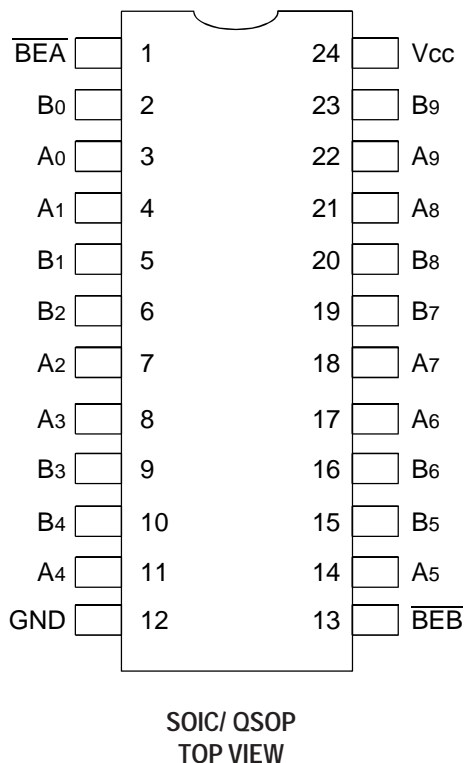 BEA 1 24 Vcc
B0 2 23 B9
A0 3 22 A9
A1 4 21 A8
B1 5 20 B8
B2 6 19 B7
A2 7 18 A7
A3 8 17 A6
B3 9 16 B6
B4 10 15 B5
A4 11 14 A5
GND 12 13 BEB
SOIC/ QSOP
TOP VIEW